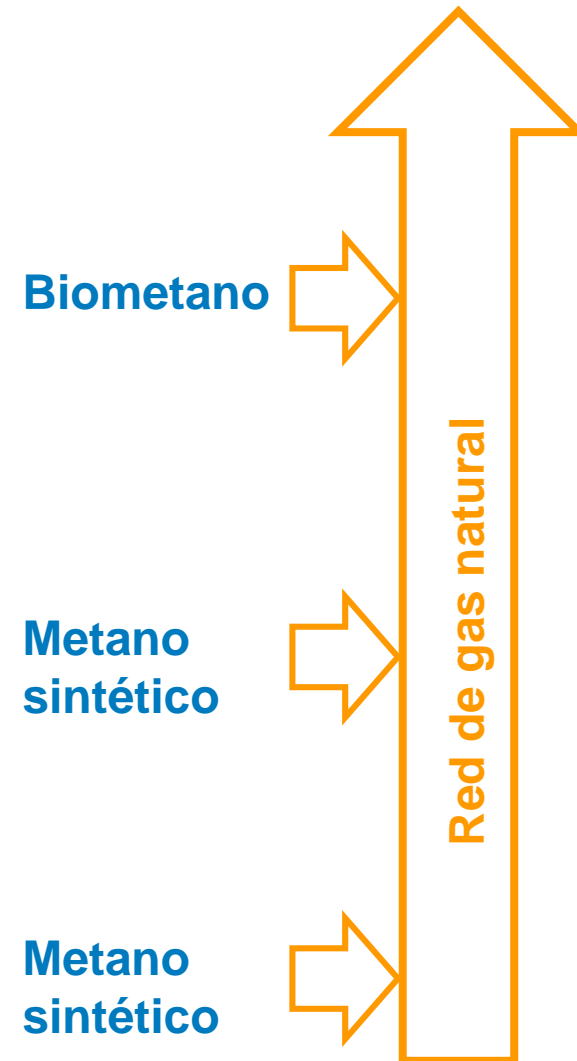 Biometano
Red de gas natural
Metano
sintético
Metano
sintético